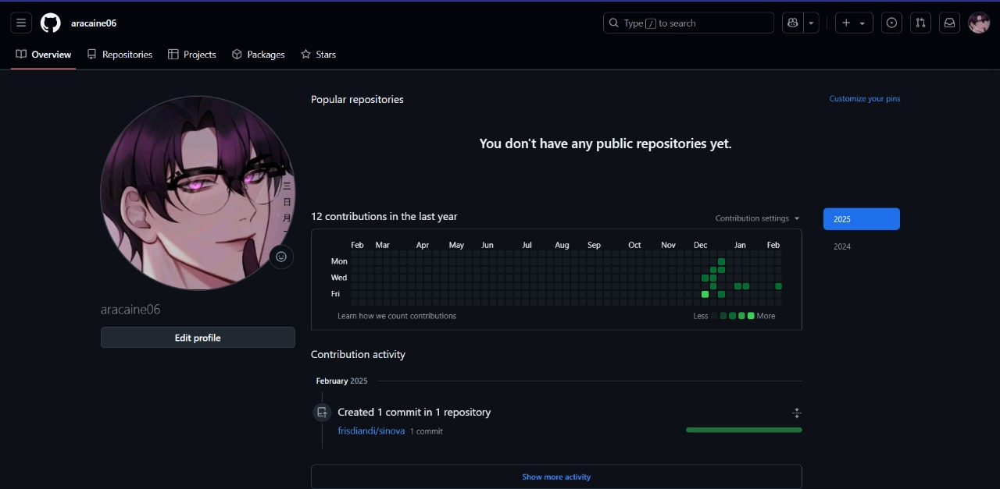 aracaine06
Type / to search
Overview
Repositories
Projects
Packages
Stars
三日月
aracaine06
Edit profile
Popular repositories
Customize your pins
You don't have any public repositories yet.
12 contributions in the last year
Contribution settings
2025
2024
Feb Mar Apr May Jun Jul Aug Sep Oct Nov Dec Jan Feb
Mon
Wed
Fri
Learn how we count contributions
Less More
Contribution activity
February 2025
Created 1 commit in 1 repository
frisdiandi/sinova 1 commit
Show more activity